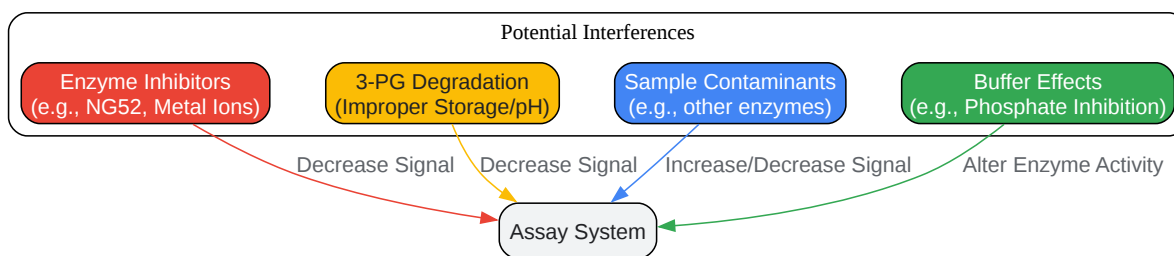 Potential Interferences
Enzyme Inhibitors
(e.g., NG52, Metal Ions)
3-PG Degradation
(Improper Storage/pH)
Sample Contaminants
(e.g., other enzymes)
Buffer Effects
(e.g., Phosphate Inhibition)
Decrease Signal
Decrease Signal
Increase/Decrease Signal
Alter Enzyme Activity
Assay System